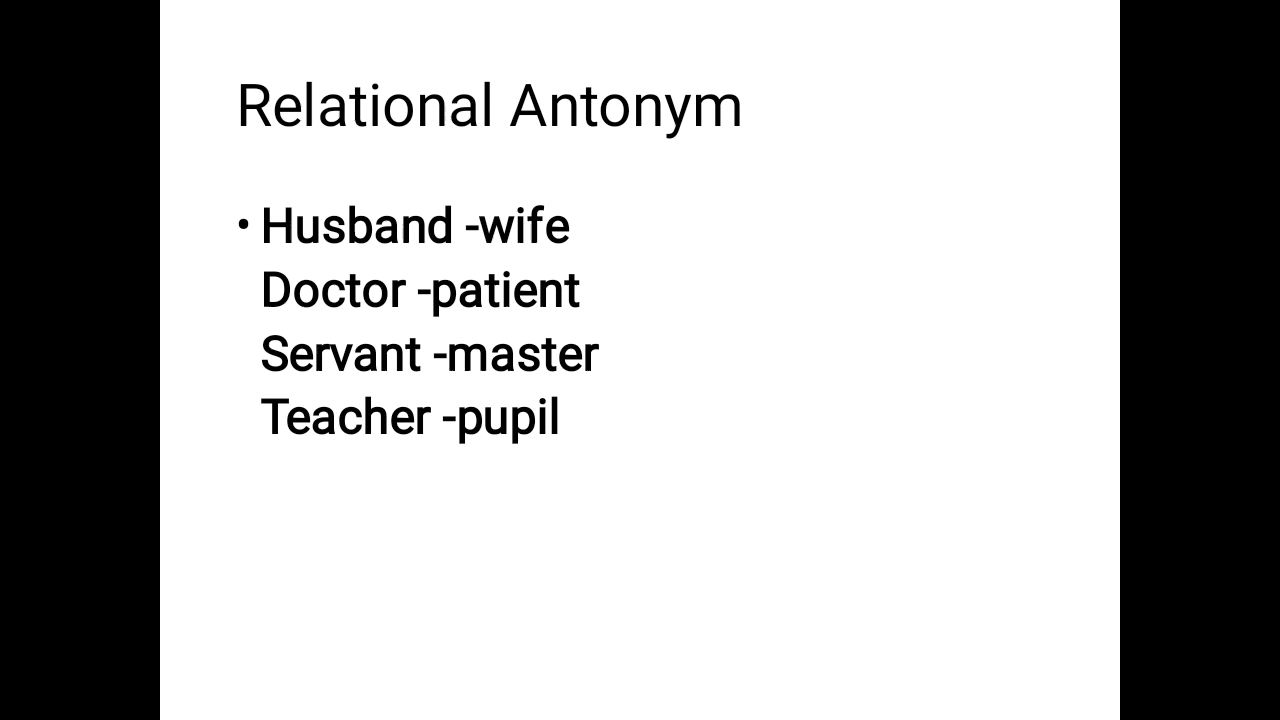 Relational Antonym
• Husband -wife
Doctor -patient
Servant -master
Teacher -pupil